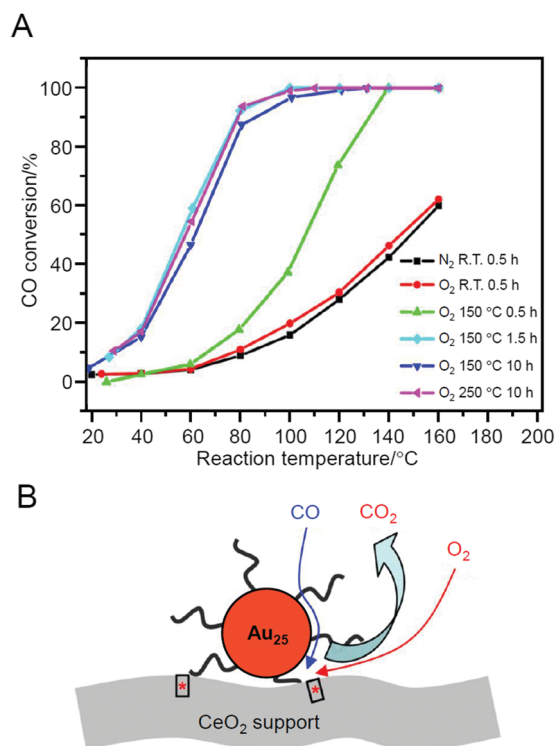 A
CO conversion/%
100
80
60
40
20
0
N₂ R.T. 0.5 h
O₂ R.T. 0.5 h
O₂ 150 °C 0.5 h
O₂ 150 °C 1.5 h
O₂ 150 °C 10 h
O₂ 250 °C 10 h
20 40 60 80 100 120 140 160 180 200
Reaction temperature/°C
B
CO
CO₂
O₂
Au₂₅
* *
CeO₂ support